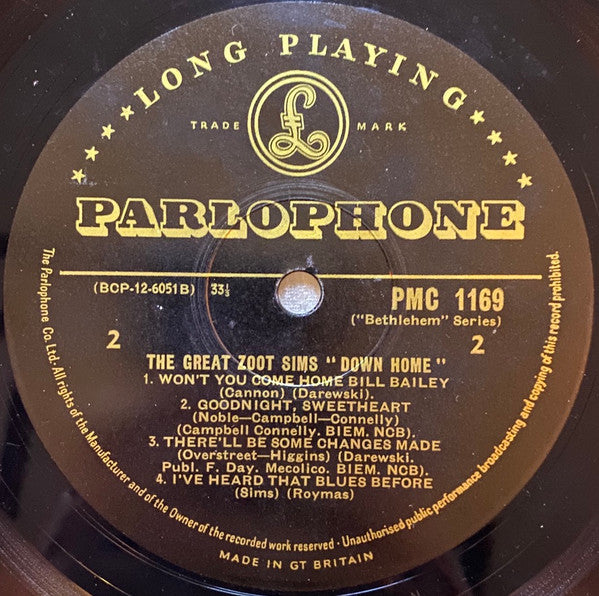 LONG PLAYING
TRADE MARK
£
PARLOPHONE
(BCP-12-6051B) 33⅓
PMC 1169
("Bethlehem" Series)
2 2
THE GREAT ZOOT SIMS "DOWN HOME"
1. WON'T YOU COME HOME BILL BAILEY
(Cannon) (Darewski).
2. GOODNIGHT, SWEETHEART
(Noble—Campbell—Connelly)
(Campbell Connelly. BIEM. NCB).
3. THERE'LL BE SOME CHANGES MADE
(Overstreet—Higgins) (Darewski.
Publ. F. Day. Mecolico. BIEM. NCB).
4. I'VE HEARD THAT BLUES BEFORE
(Sims) (Roymas)
The Parlophone Co. Ltd. All rights of the Manufacturer and of the Owner of the recorded work reserved · Unauthorised public performance broadcasting and copying of this record prohibited.
MADE IN GT BRITAIN